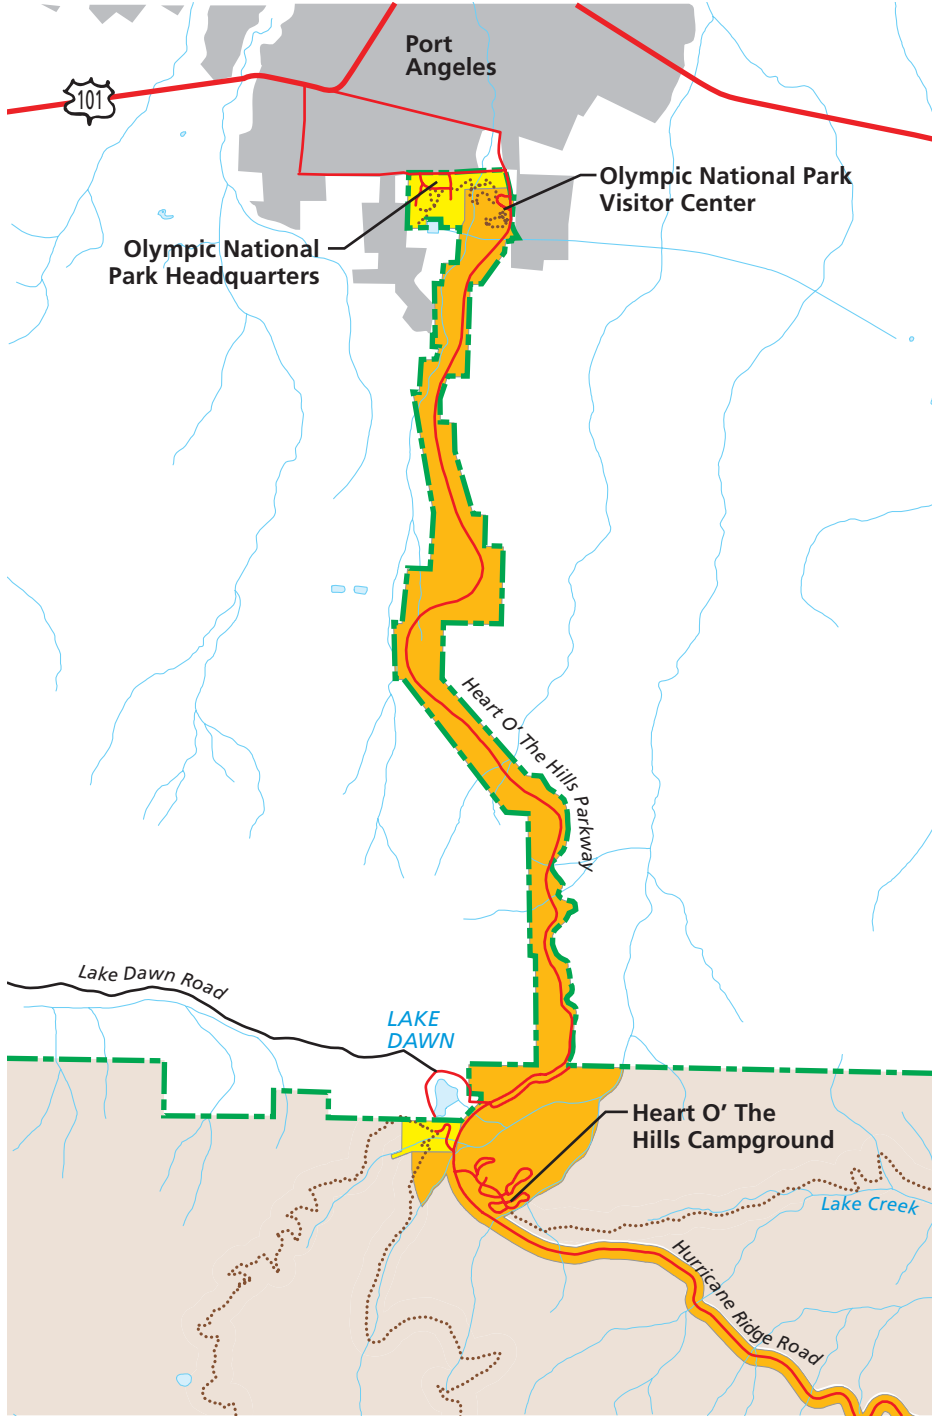 Port
Angeles
101
Olympic National Park
Visitor Center
Olympic National
Park Headquarters
Heart O’ The Hills Parkway
Lake Dawn Road
LAKE
DAWN
Heart O’ The
Hills Campground
Lake Creek
Hurricane Ridge Road